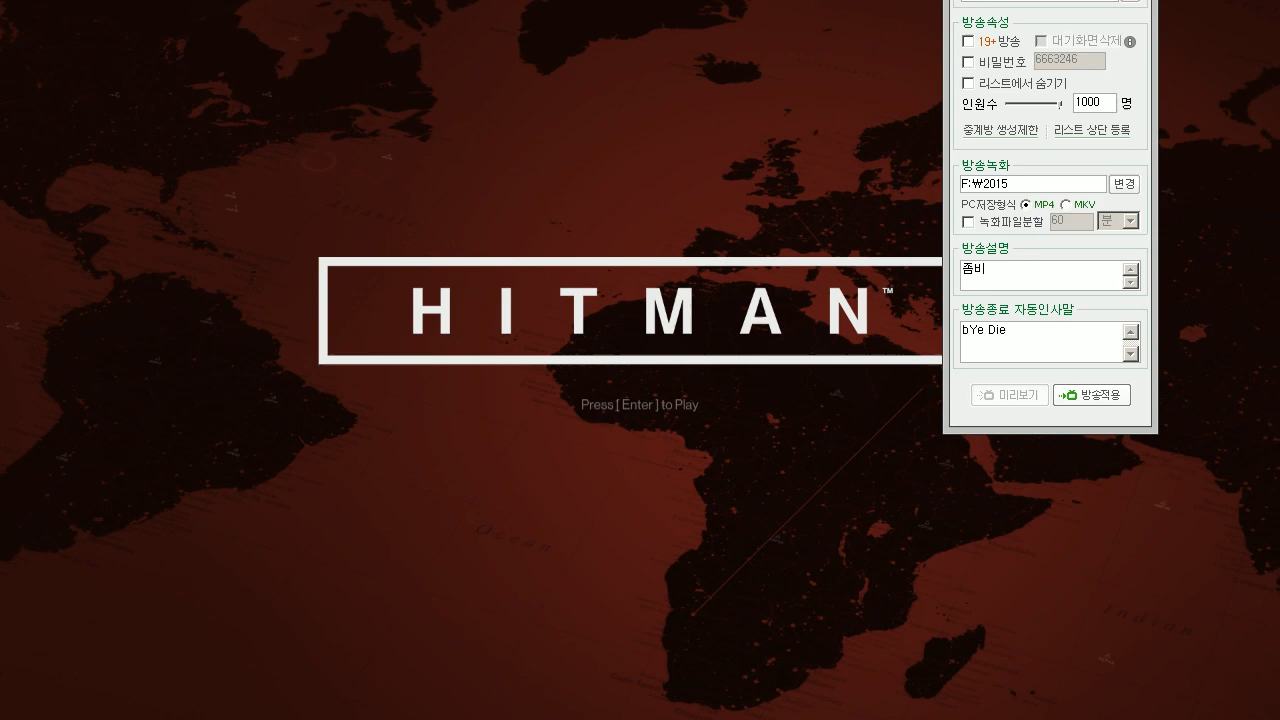 HITMAN™
Press [ Enter ] to Play
Ocean
Indian
방송속성
19+방송 대기화면삭제
비밀번호 6663246
리스트에서 숨기기
인원수 1000 명
중계방 생성제한 리스트 상단 등록
방송녹화
F:₩2015 변경
PC저장형식 MP4 MKV
녹화파일분할 60 분
방송설명
좀비
방송종료 자동인사말
bYe Die
미리보기 방송적용